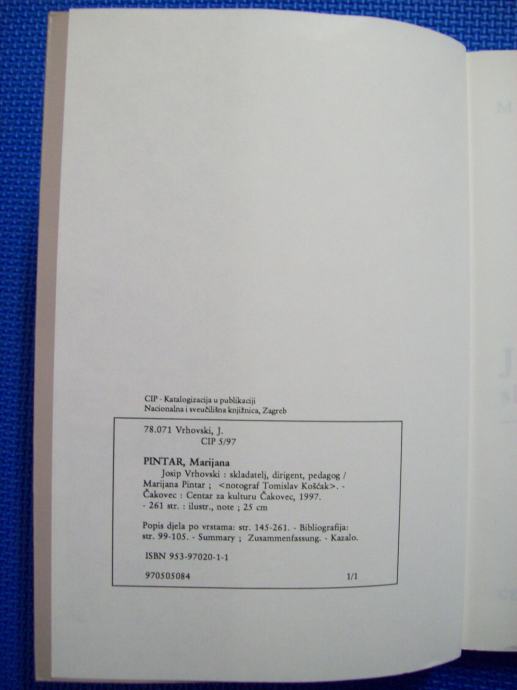 CIP - Katalogizacija u publikaciji
Nacionalna i sveučilišna knjižnica, Zagreb
78.071 Vrhovski, J.
CIP 5/97
PINTAR, Marijana
Josip Vrhovski : skladatelj, dirigent, pedagog /
Marijana Pintar ; <notograf Tomislav Košćak>. -
Čakovec : Centar za kulturu Čakovec, 1997.
- 261 str. : ilustr., note ; 25 cm
Popis djela po vrstama: str. 145-261. - Bibliografija:
str. 99-105. - Summary ; Zusammenfassung. - Kazalo.
ISBN 953-97020-1-1
970505084 1/1
M
J